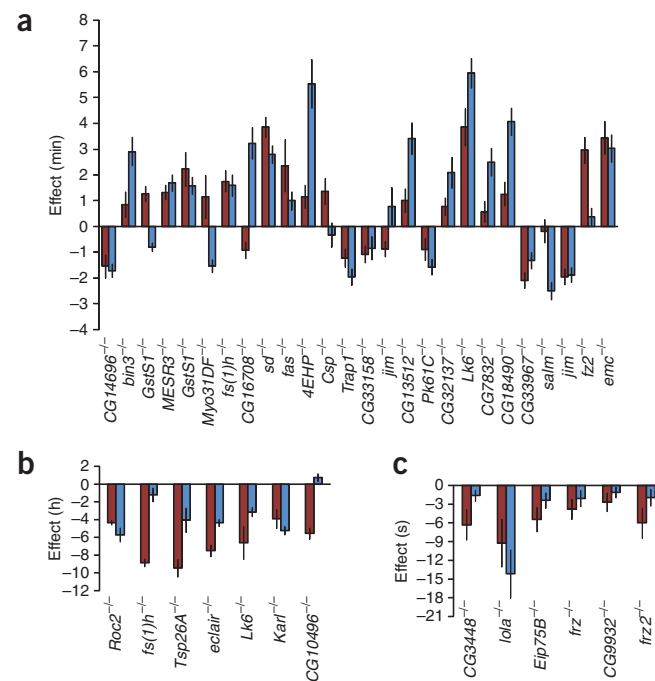 a
Effect (min)
8
7
6
5
4
3
2
1
0
−1
−2
−3
−4
CG14696−/−
bin3−/−
GstS1−/−
MESR3−/−
GstS1−/−
Myo31DF−/−
fs(1)h−/−
CG16708−/−
sd−/−
fas−/−
4EHP−/−
Csp−/−
Trap1−/−
CG33158−/−
jim−/−
CG13512−/−
Pk61C−/−
CG32137−/−
Lk6−/−
CG7832−/−
CG18490−/−
CG33967−/−
salm−/−
jim−/−
fz2−/−
emc−/−
b
Effect (h)
2
0
−2
−4
−6
−8
−10
−12
Roc2−/−
fs(1)h−/−
Tsp26A−/−
eclair−/−
Lk6−/−
Karl−/−
CG10496−/−
c
Effect (s)
0
−3
−6
−9
−12
−15
−18
−21
CG3448−/−
lola−/−
Eip75B−/−
frz−/−
CG9932−/−
frz2−/−